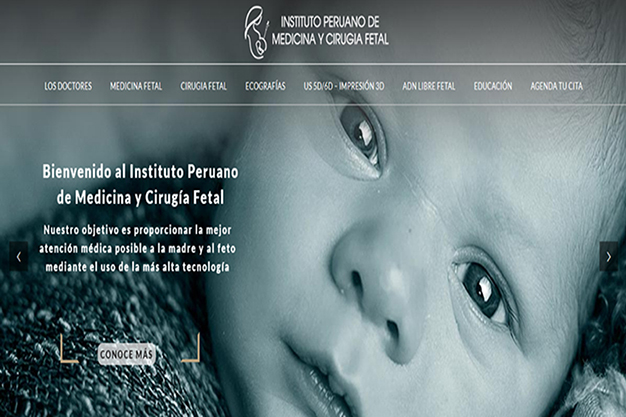 INSTITUTO PERUANO DE
MEDICINA Y CIRUGIA FETAL
LOS DOCTORES MEDICINA FETAL CIRUGIA FETAL ECOGRAFÍAS US 5D/6D - IMPRESIÓN 3D ADN LIBRE FETAL EDUCACIÓN AGENDA TU CITA
Bienvenido al Instituto Peruano
de Medicina y Cirugía Fetal
Nuestro objetivo es proporcionar la mejor
atención médica posible a la madre y al feto
mediante el uso de la más alta tecnología
CONOCE MÁS